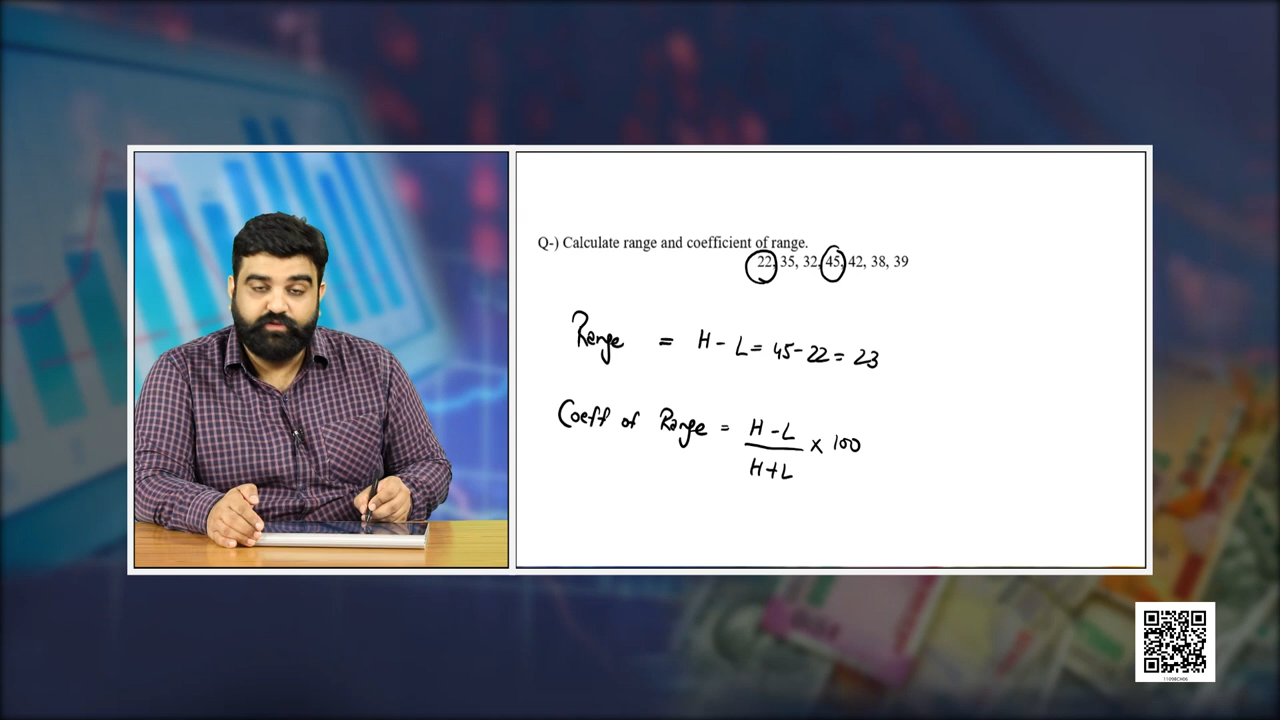 Q-) Calculate range and coefficient of range.
22, 35, 32, 45, 42, 38, 39
Range = H - L = 45 - 22 = 23
Coeff of Range = H - L
H + L
× 100
11098CH06